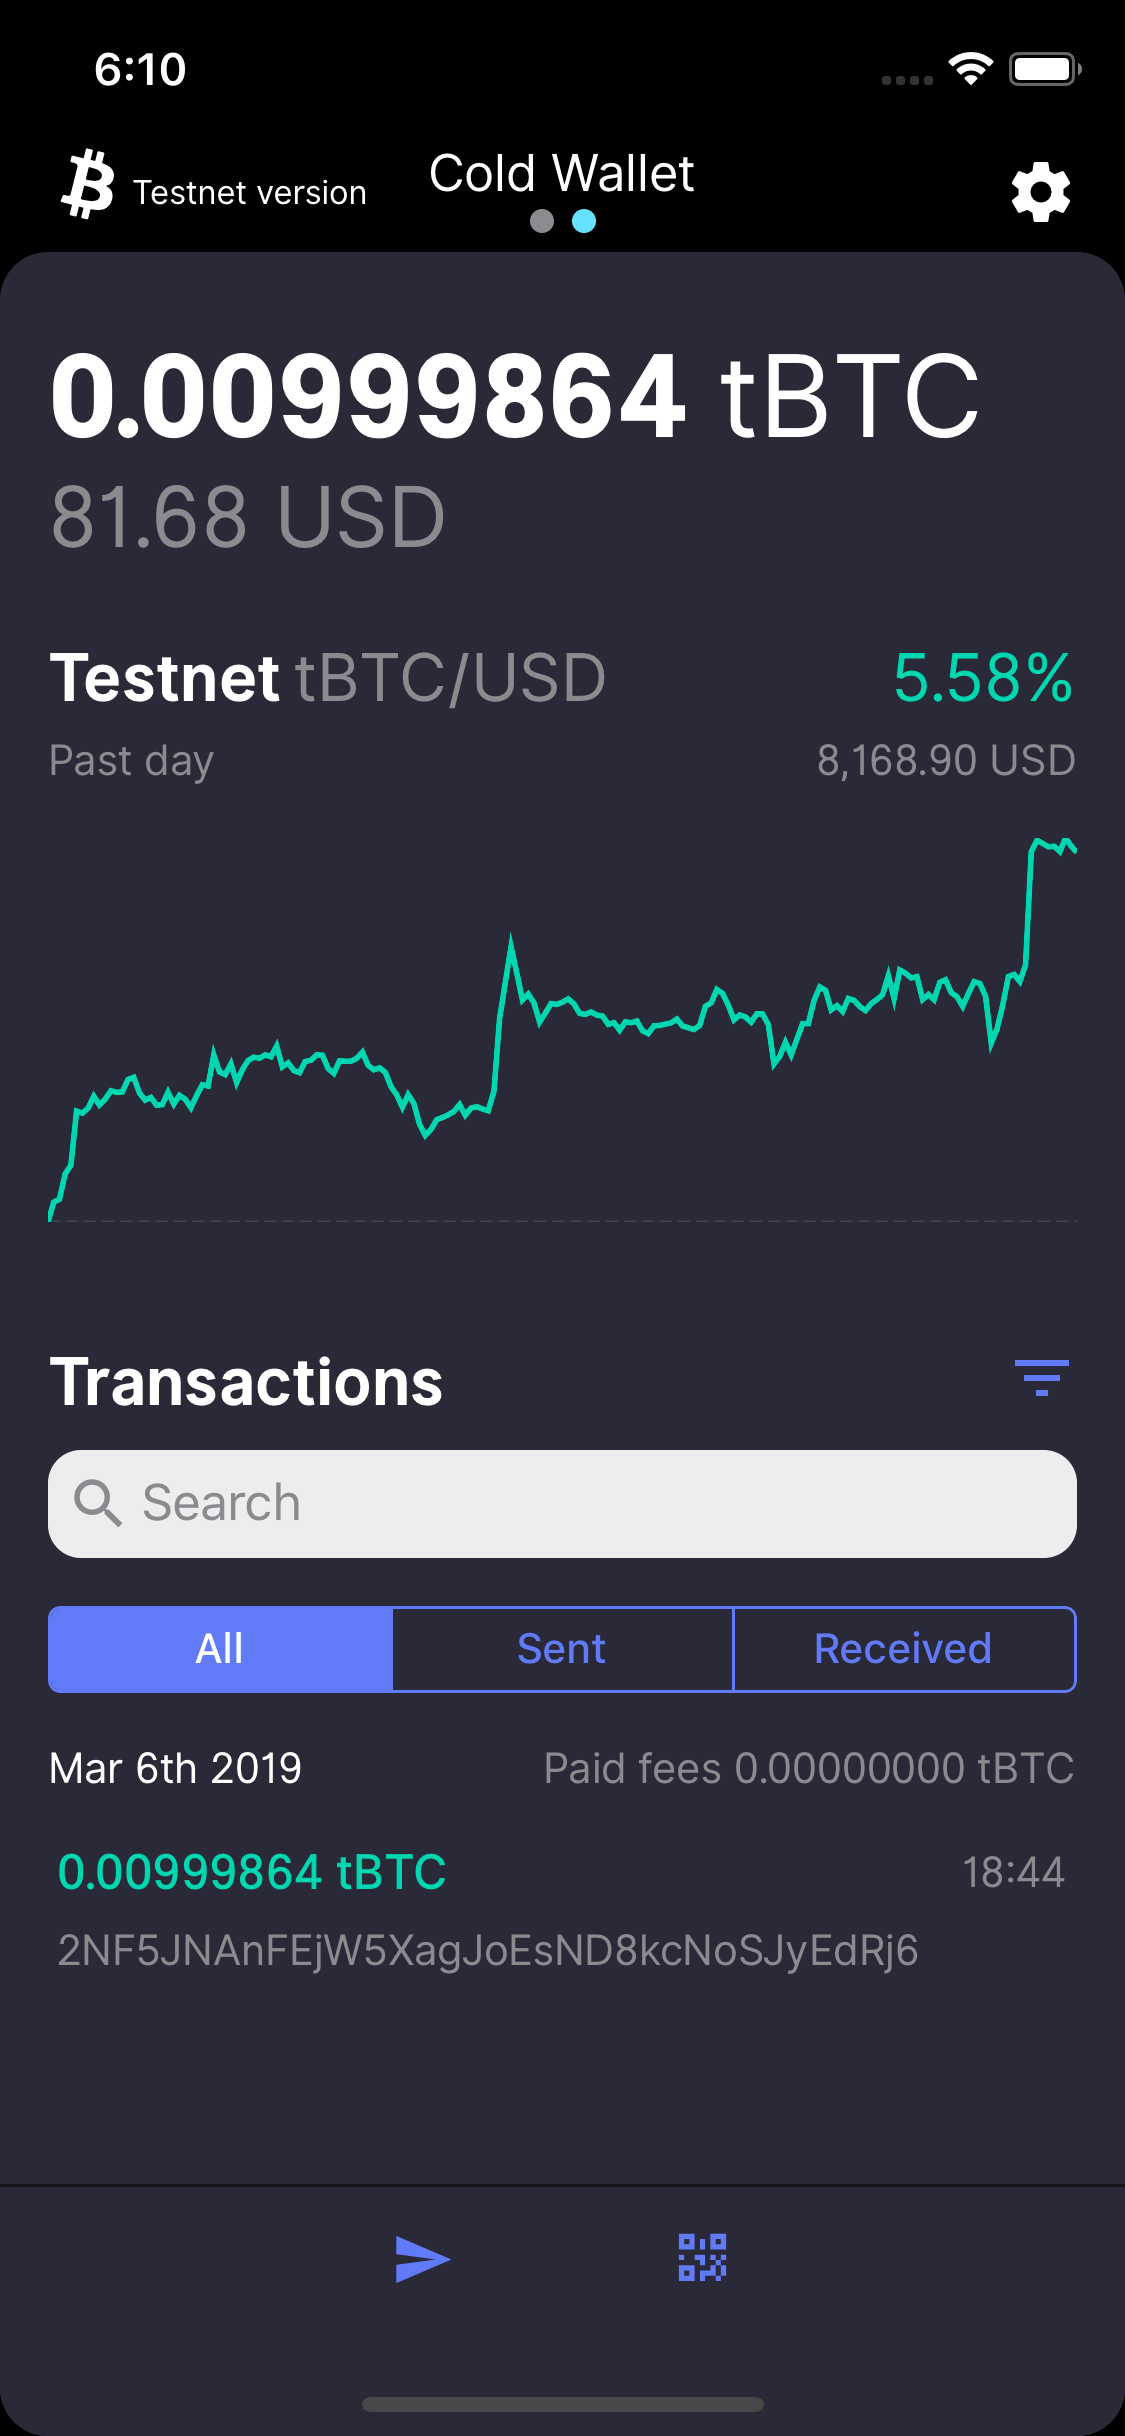 6:10
Testnet version
Cold Wallet
0.00999864 tBTC
81.68 USD
Testnet tBTC/USD 5.58%
Past day 8,168.90 USD
Transactions
Search
All Sent Received
Mar 6th 2019 Paid fees 0.00000000 tBTC
0.00999864 tBTC 18:44
2NF5JNAnFEjW5XagJoEsND8kcNoSJyEdRj6